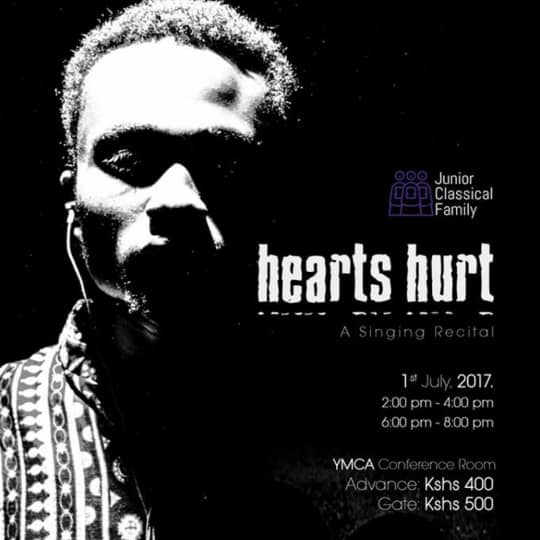 Junior
Classical
Family
hearts hurt
A Singing Recital
1st July, 2017.
2:00 pm - 4:00 pm
6:00 pm - 8:00 pm
YMCA Conference Room
Advance: Kshs 400
Gate: Kshs 500